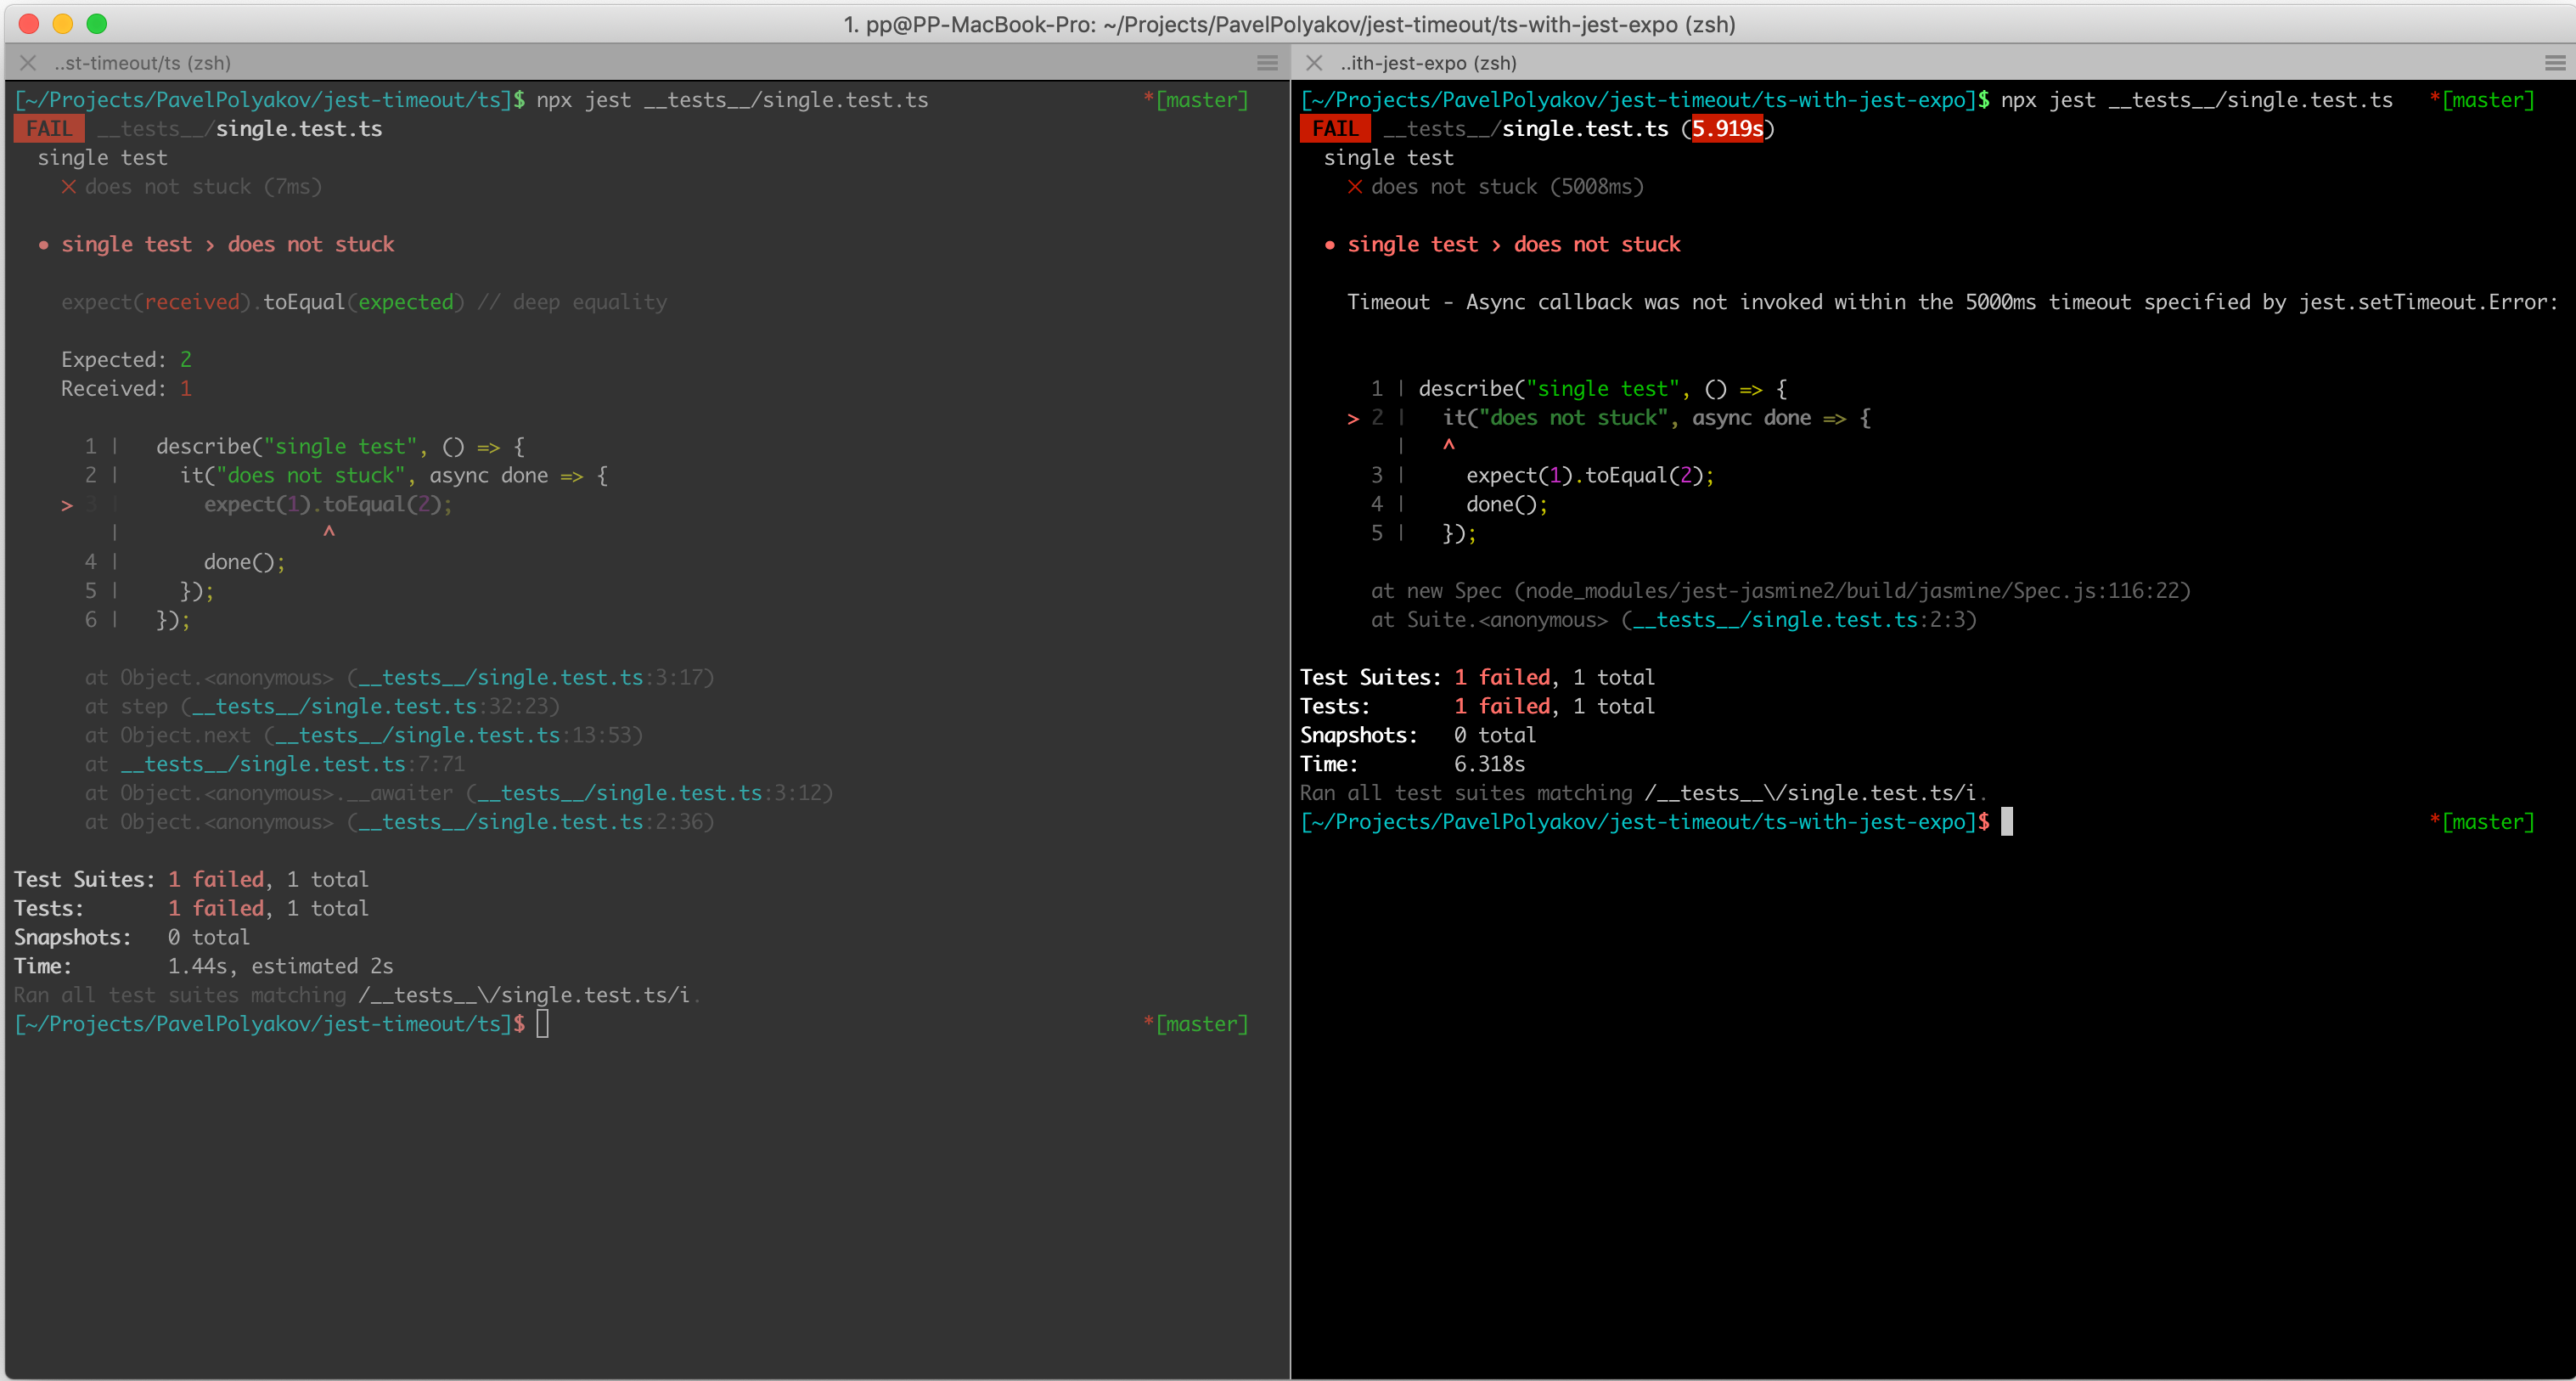 1. pp@PP-MacBook-Pro: ~/Projects/PavelPolyakov/jest-timeout/ts-with-jest-expo (zsh)
..st-timeout/ts (zsh)
[~/Projects/PavelPolyakov/jest-timeout/ts]$ npx jest __tests__/single.test.ts *[master]
FAIL __tests__/single.test.ts
single test
✕ does not stuck (7ms)
● single test › does not stuck
expect(received).toEqual(expected) // deep equality
Expected: 2
Received: 1
1 | describe("single test", () => {
2 | it("does not stuck", async done => {
> 3 | expect(1).toEqual(2);
| ^
4 | done();
5 | });
6 | });
at Object.<anonymous> (__tests__/single.test.ts:3:17)
at step (__tests__/single.test.ts:32:23)
at Object.next (__tests__/single.test.ts:13:53)
at __tests__/single.test.ts:7:71
at Object.<anonymous>.__awaiter (__tests__/single.test.ts:3:12)
at Object.<anonymous> (__tests__/single.test.ts:2:36)
Test Suites: 1 failed, 1 total
Tests: 1 failed, 1 total
Snapshots: 0 total
Time: 1.44s, estimated 2s
Ran all test suites matching /__tests__\/single.test.ts/i.
[~/Projects/PavelPolyakov/jest-timeout/ts]$ *[master]
..ith-jest-expo (zsh)
[~/Projects/PavelPolyakov/jest-timeout/ts-with-jest-expo]$ npx jest __tests__/single.test.ts *[master]
FAIL __tests__/single.test.ts (5.919s)
single test
✕ does not stuck (5008ms)
● single test › does not stuck
Timeout - Async callback was not invoked within the 5000ms timeout specified by jest.setTimeout.Error:
1 | describe("single test", () => {
> 2 | it("does not stuck", async done => {
| ^
3 | expect(1).toEqual(2);
4 | done();
5 | });
at new Spec (node_modules/jest-jasmine2/build/jasmine/Spec.js:116:22)
at Suite.<anonymous> (__tests__/single.test.ts:2:3)
Test Suites: 1 failed, 1 total
Tests: 1 failed, 1 total
Snapshots: 0 total
Time: 6.318s
Ran all test suites matching /__tests__\/single.test.ts/i.
[~/Projects/PavelPolyakov/jest-timeout/ts-with-jest-expo]$ *[master]